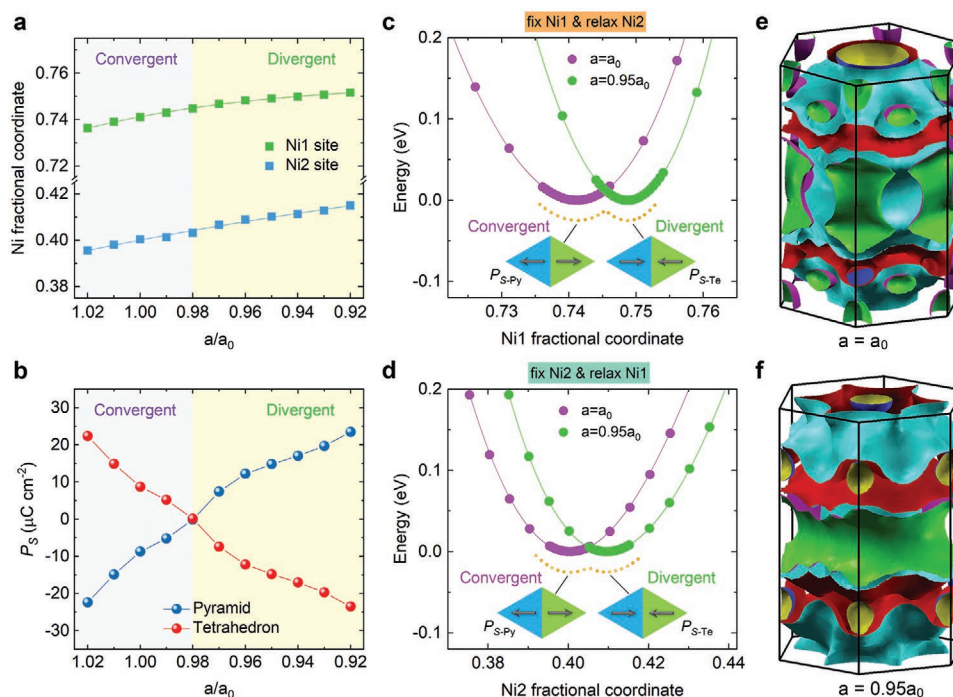 a
Convergent
Divergent
Ni fractional coordinate
0.76
0.74
0.72
0.42
0.40
0.38
Ni1 site
Ni2 site
1.02 1.00 0.98 0.96 0.94 0.92
a/a0
b
Convergent
Divergent
PS (μC cm-2)
30
20
10
0
-10
-20
-30
Pyramid
Tetrahedron
1.02 1.00 0.98 0.96 0.94 0.92
a/a0
c
fix Ni1 & relax Ni2
Energy (eV)
0.2
0.1
0.0
-0.1
a=a0
a=0.95a0
Convergent
Divergent
PS-Py
PS-Te
0.73 0.74 0.75 0.76
Ni1 fractional coordinate
d
fix Ni2 & relax Ni1
Energy (eV)
0.2
0.1
0.0
-0.1
a=a0
a=0.95a0
Convergent
Divergent
PS-Py
PS-Te
0.38 0.40 0.42 0.44
Ni2 fractional coordinate
e
a = a0
f
a = 0.95a0